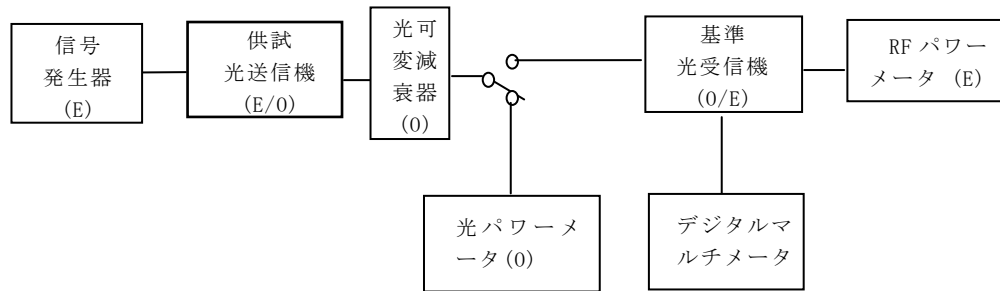 信号
発生器
(E)
供試
光送信機
(E/O)
光可
変減
衰器
(O)
基準
光受信機
(O/E)
RF パワー
メータ (E)
光パワーメ
ータ(O)
デジタルマ
ルチメータ